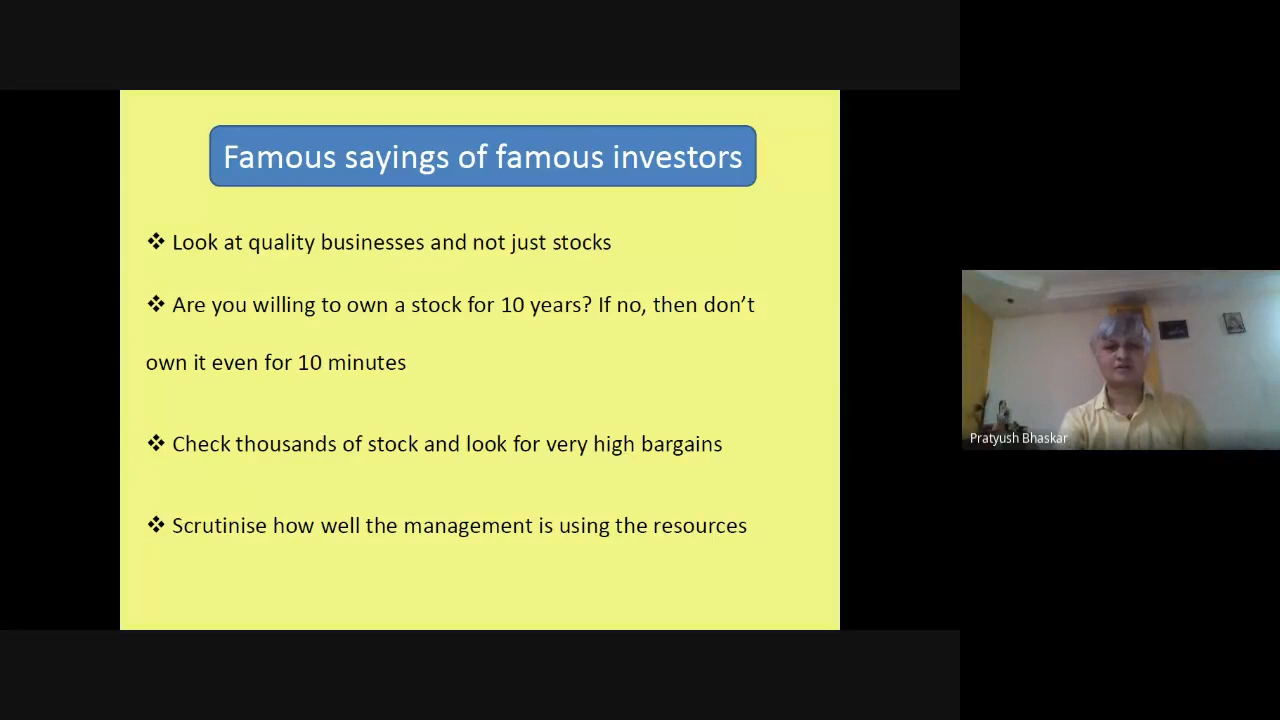 Famous sayings of famous investors
❖ Look at quality businesses and not just stocks
❖ Are you willing to own a stock for 10 years? If no, then don’t
own it even for 10 minutes
❖ Check thousands of stock and look for very high bargains
❖ Scrutinise how well the management is using the resources
Pratyush Bhaskar